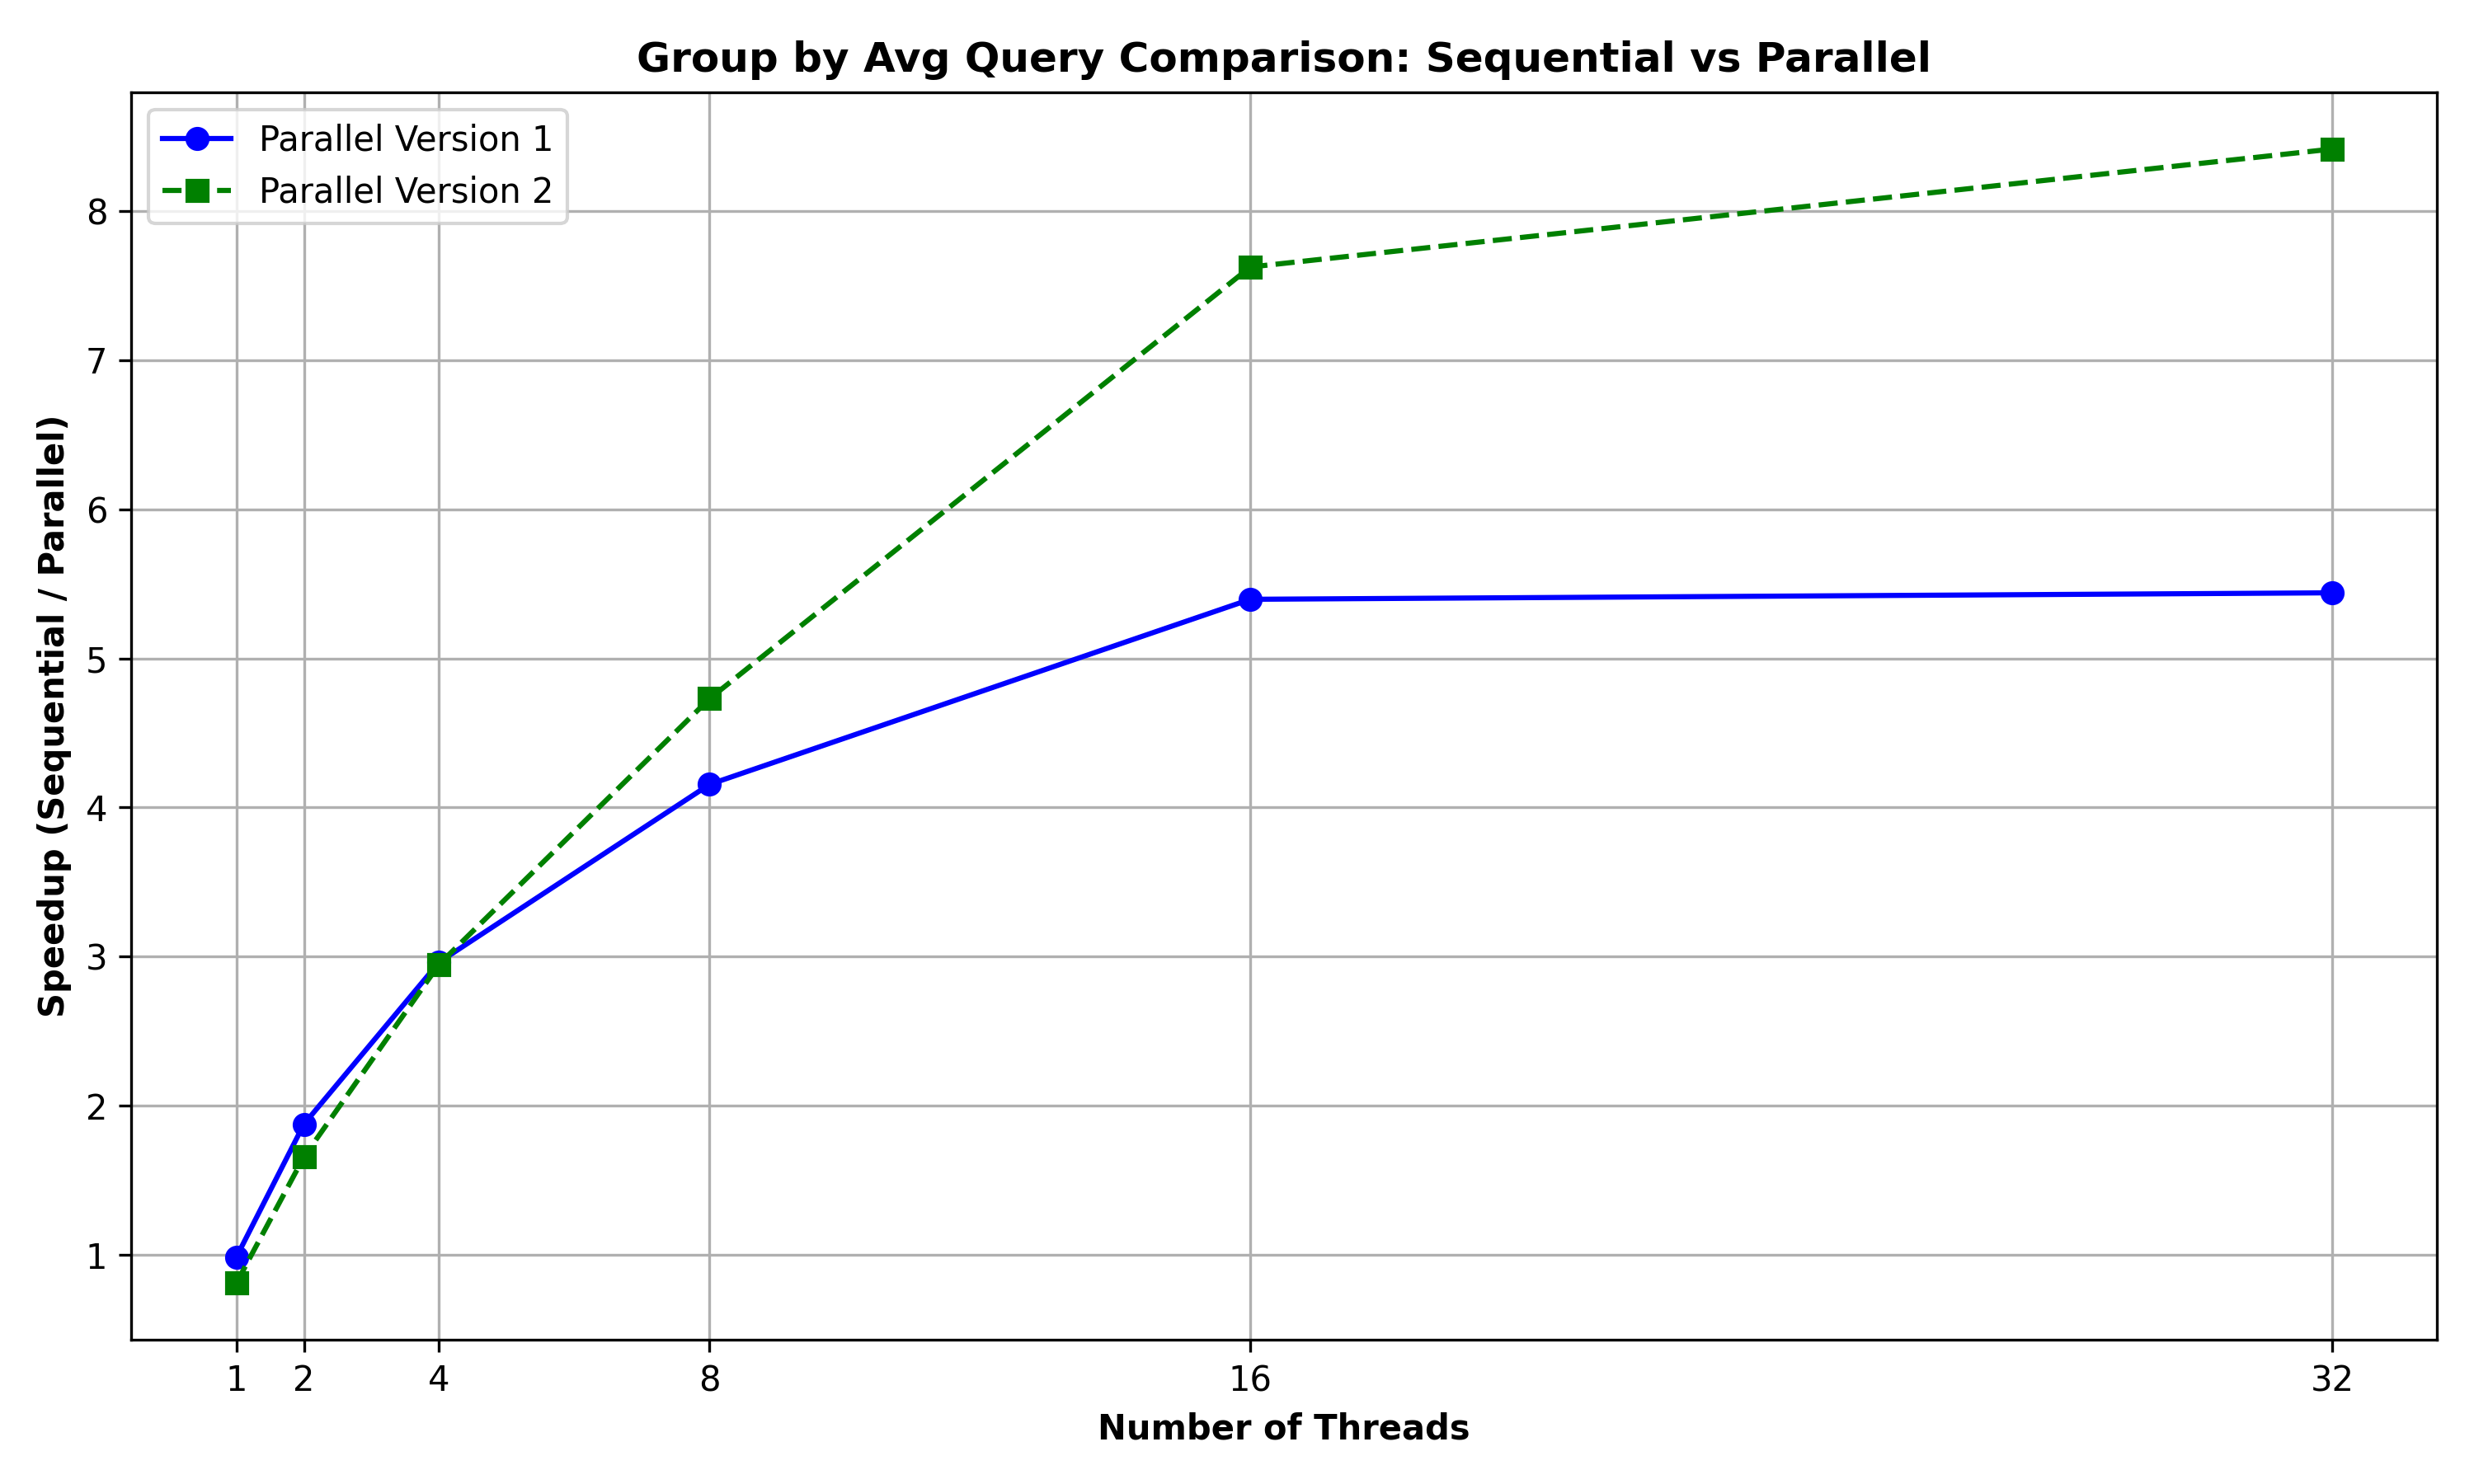 Group by Avg Query Comparison: Sequential vs Parallel
Parallel Version 1
Parallel Version 2
Speedup (Sequential / Parallel)
8
7
6
5
4
3
2
1
1 2 4 8 16 32
Number of Threads